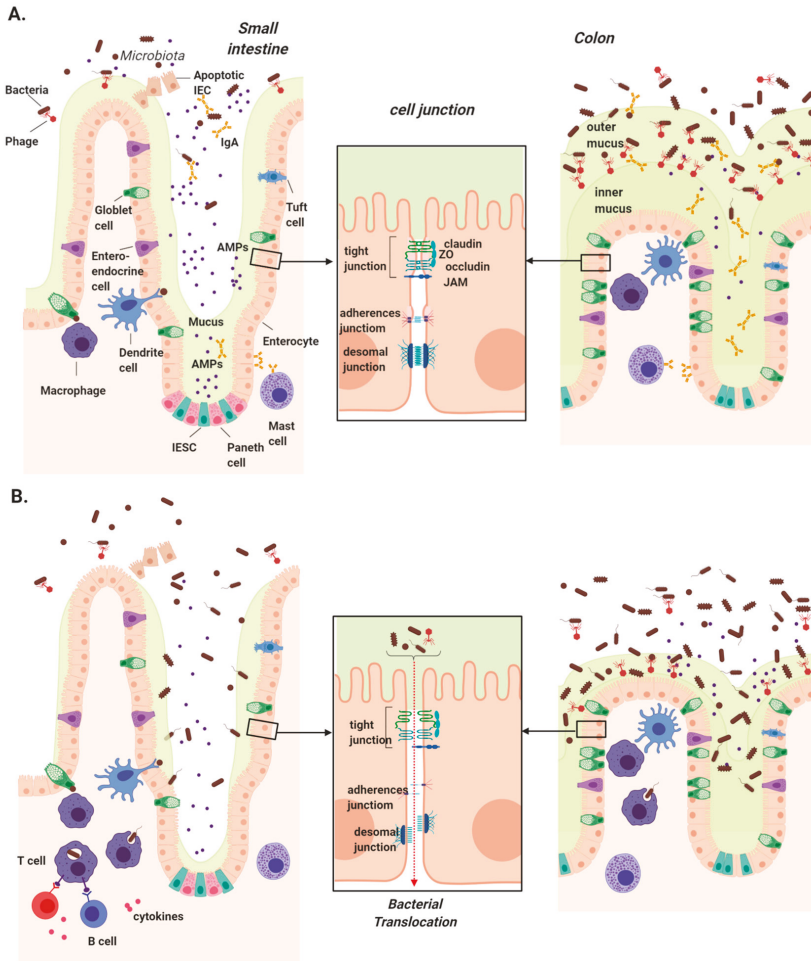 A.
Small
intestine
Colon
Microbiota
Apoptotic
IEC
Bacteria
Phage
IgA
cell junction
outer
mucus
inner
mucus
Globlet
cell
Tuft
cell
AMPs
Entero-
endocrine
cell
tight
junction
claudin
ZO
occludin
JAM
adherences
junctiom
desomal
junction
Mucus
Enterocyte
Dendrite
cell
AMPs
Macrophage
Mast
cell
IESC
Paneth
cell
B.
tight
junction
adherences
junctiom
desomal
junction
T cell
cytokines
B cell
Bacterial
Translocation